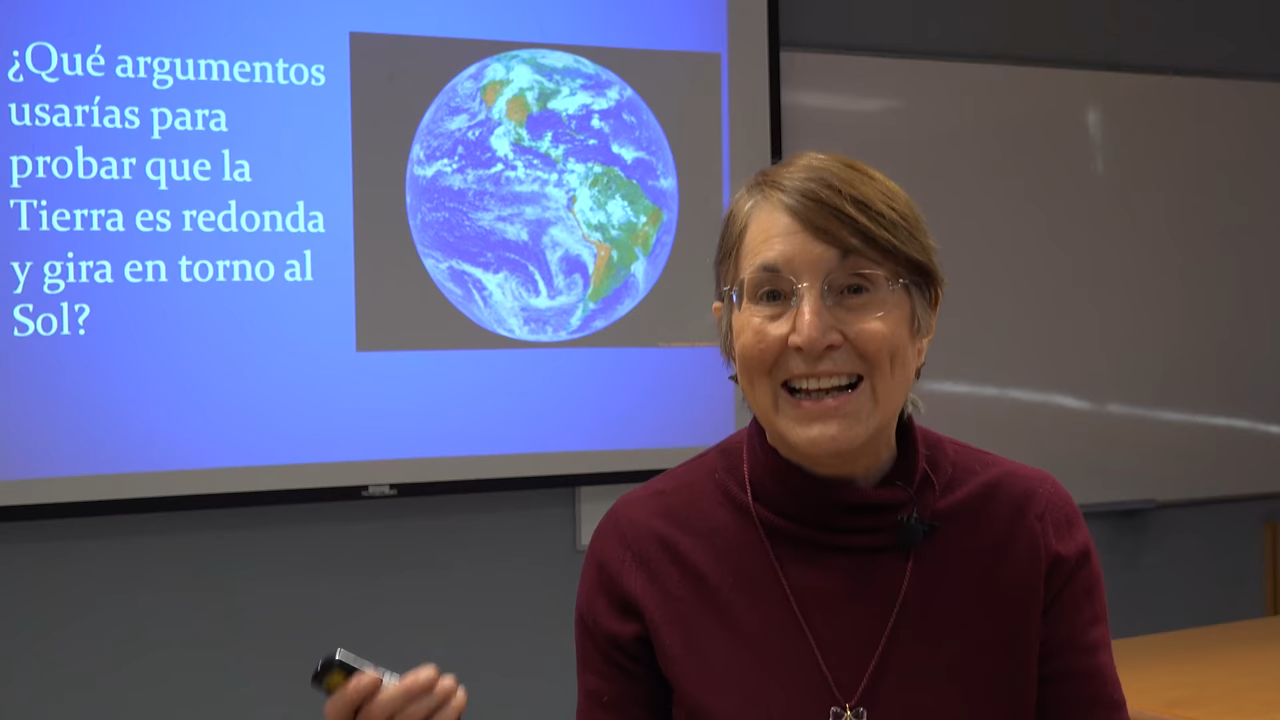 ¿Qué argumentos
usarías para
probar que la
Tierra es redonda
y gira en torno al
Sol?